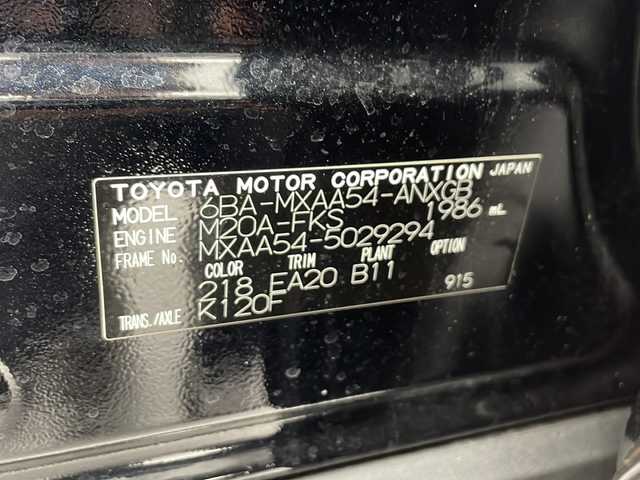 TOYOTA MOTOR CORPORATION JAPAN
MODEL 6BA-MXAA54-ANXGB
ENGINE M20A-FKS 1986 mL
FRAME No. MXAA54-5029294
COLOR TRIM PLANT OPTION
218 EA20 B11 915
TRANS./AXLE K120F